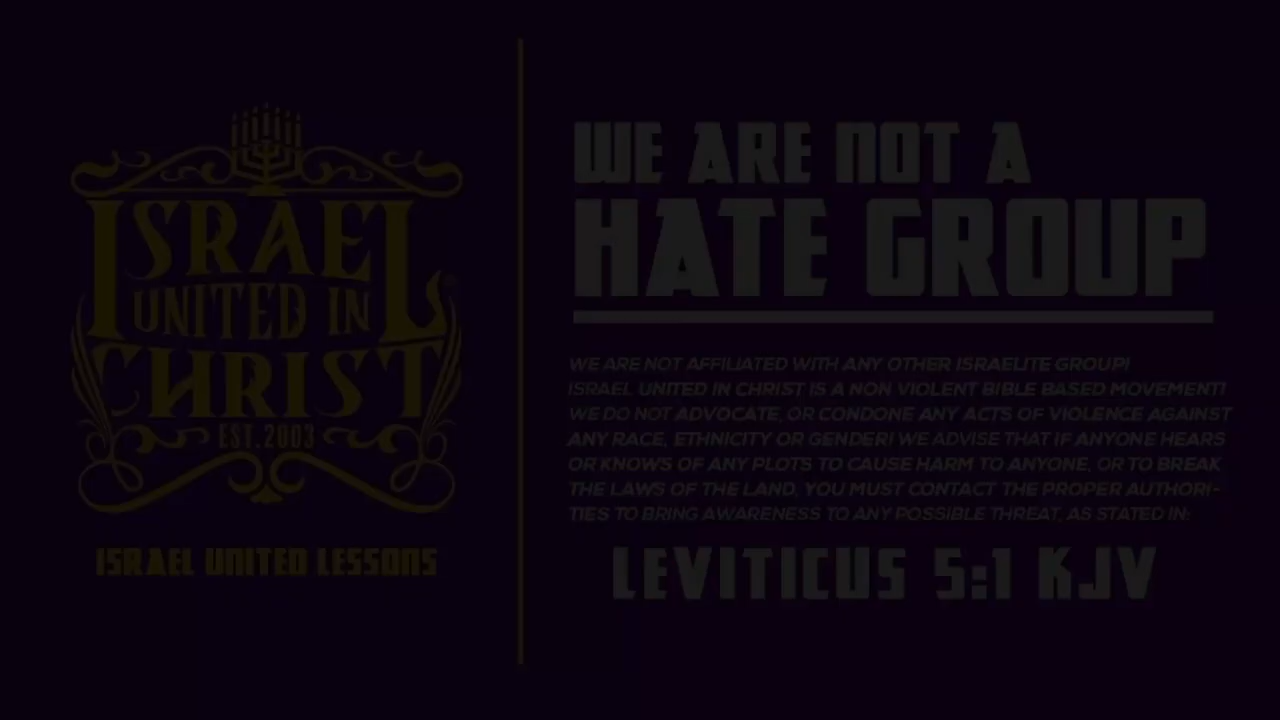 ISRAEL
UNITED IN
CHRIST
EST. 2003
ISRAEL UNITED LESSONS
WE ARE NOT A
HATE GROUP
WE ARE NOT AFFILIATED WITH ANY OTHER ISRAELITE GROUP!
ISRAEL UNITED IN CHRIST IS A NON VIOLENT BIBLE BASED MOVEMENT!
WE DO NOT ADVOCATE, OR CONDONE ANY ACTS OF VIOLENCE AGAINST
ANY RACE, ETHNICITY OR GENDER! WE ADVISE THAT IF ANYONE HEARS
OR KNOWS OF ANY PLOTS TO CAUSE HARM TO ANYONE, OR TO BREAK
THE LAWS OF THE LAND, YOU MUST CONTACT THE PROPER AUTHORI-
TIES TO BRING AWARENESS TO ANY POSSIBLE THREAT, AS STATED IN:
LEVITICUS 5:1 KJV